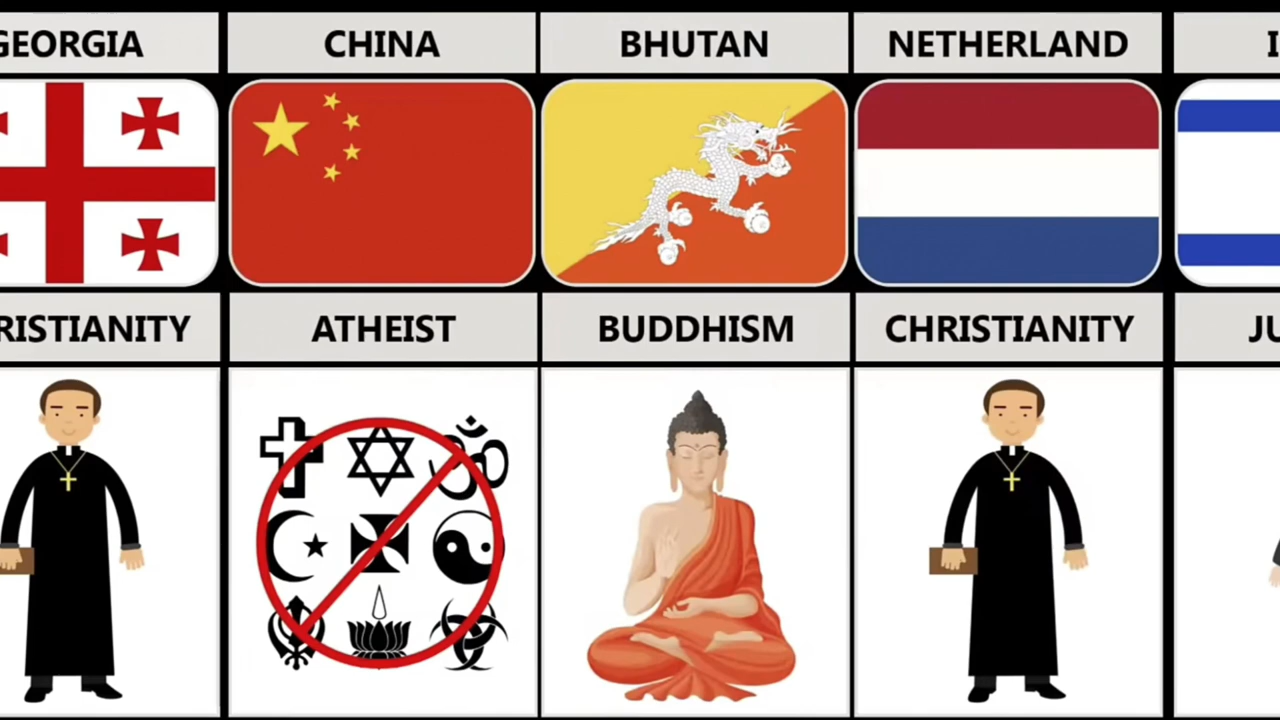 GEORGIA
CHINA
BHUTAN
NETHERLAND
RISTIANITY
ATHEIST
BUDDHISM
CHRISTIANITY